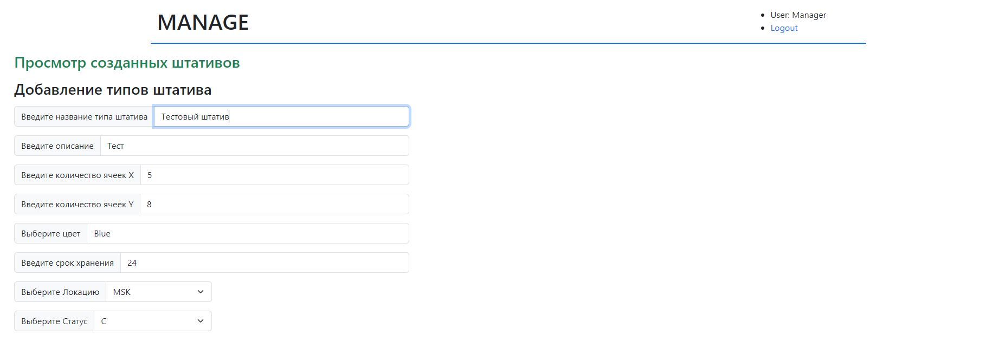 MANAGE
User: Manager
Logout
Просмотр созданных штативов
Добавление типов штатива
Введите название типа штатива Тестовый штатив
Введите описание Тест
Введите количество ячеек X 5
Введите количество ячеек Y 8
Выберите цвет Blue
Введите срок хранения 24
Выберите Локацию MSK
Выберите Статус C